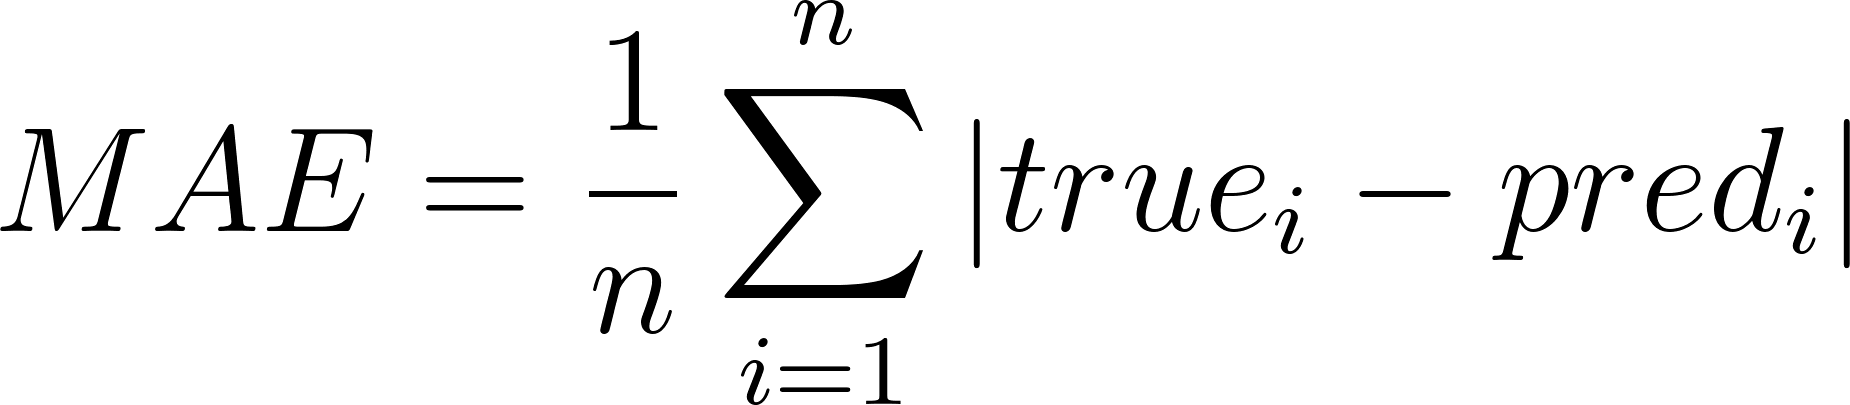 MAE = \frac{1}{n} \sum_{i=1}^{n} |true_i - pred_i|